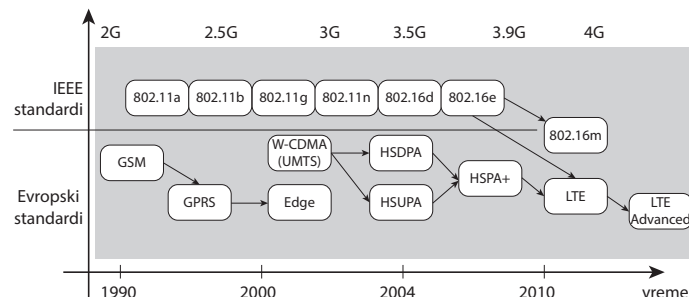 2G 2.5G 3G 3.5G 3.9G 4G
IEEE
standardi
802.11a 802.11b 802.11g 802.11n 802.16d 802.16e
802.16m
Evropski
standardi
GSM
GPRS
W-CDMA
(UMTS)
Edge
HSDPA
HSUPA
HSPA+
LTE
LTE
Advanced
1990 2000 2004 2010 vreme